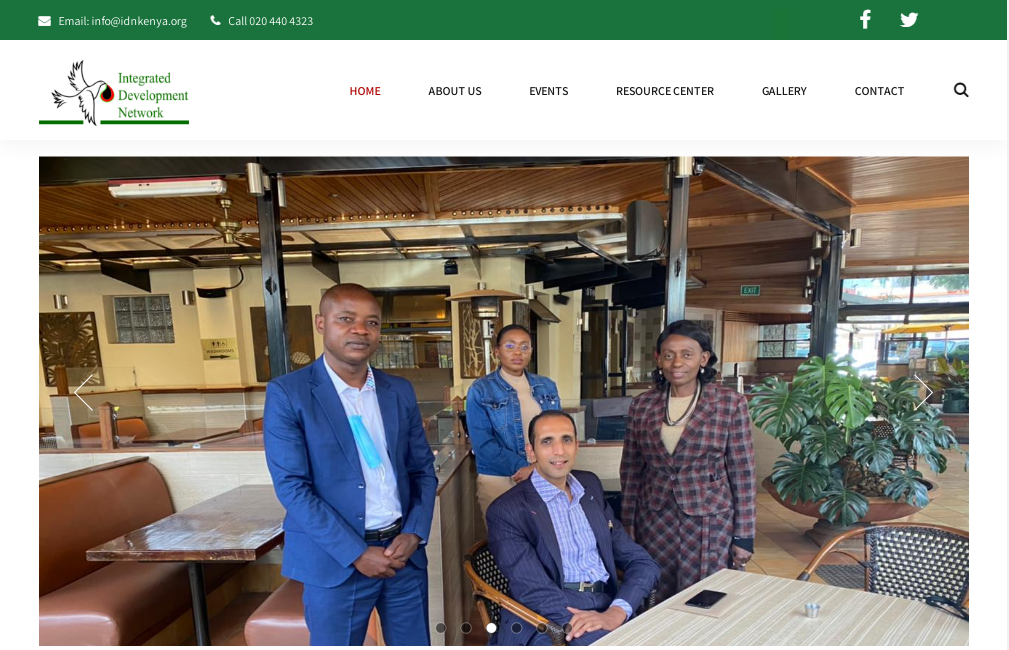 Email: info@idnkenya.org Call 020 440 4323
Integrated
Development
Network
HOME ABOUT US EVENTS RESOURCE CENTER GALLERY CONTACT
EXIT
WASHROOMS